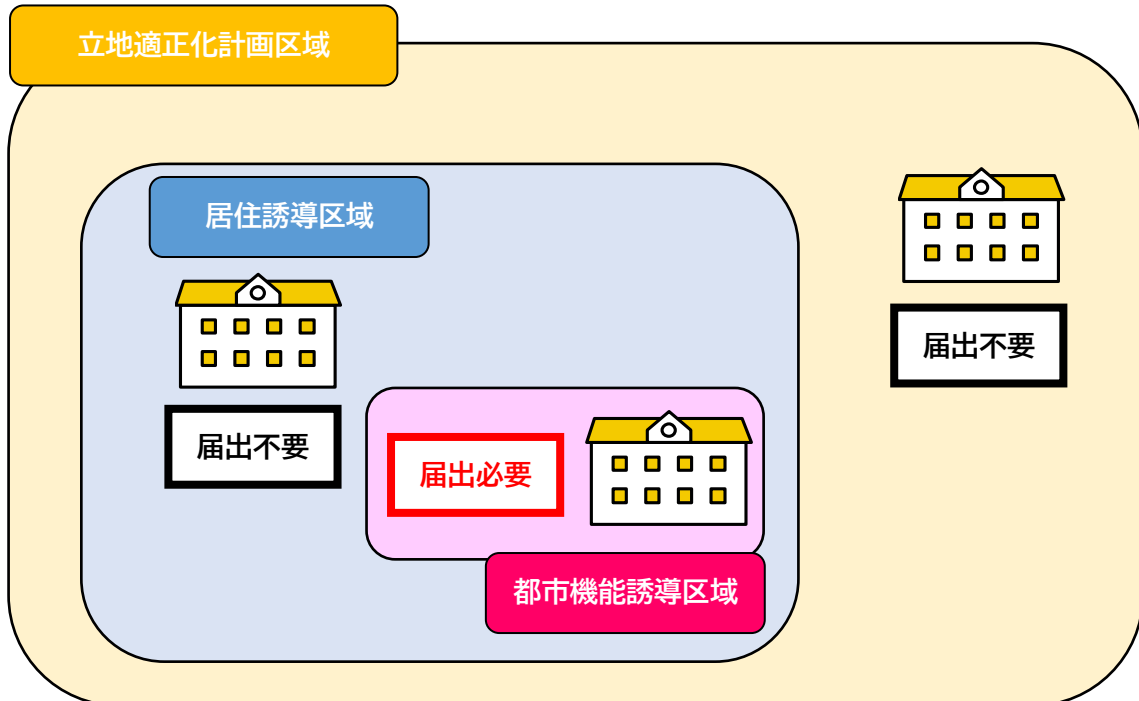 立地適正化計画区域
居住誘導区域
届出不要
届出不要
届出必要
都市機能誘導区域